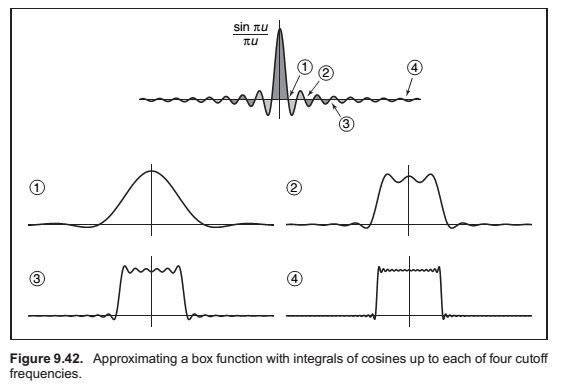 sin πu
πu
① ② ④
③
①
②
③
④
Figure 9.42. Approximating a box function with integrals of cosines up to each of four cutoff
frequencies.